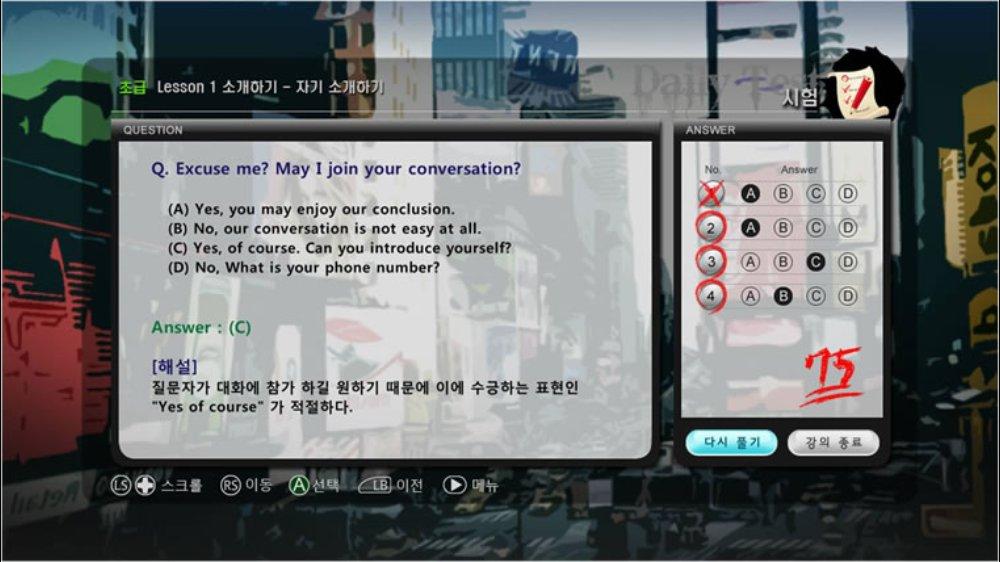 초급 Lesson 1 소개하기 - 자기 소개하기
Daily Test
시험
QUESTION
Q. Excuse me? May I join your conversation?
(A) Yes, you may enjoy our conclusion.
(B) No, our conversation is not easy at all.
(C) Yes, of course. Can you introduce yourself?
(D) No, What is your phone number?
Answer : (C)
[해설]
질문자가 대화에 참가 하길 원하기 때문에 이에 수긍하는 표현인
"Yes of course" 가 적절하다.
ANSWER
No. Answer
A B C D
2 A B C D
3 A B C D
4 A B C D
75
다시 풀기 강의 종료
LS 스크롤 RS 이동 A 선택 LB 이전 메뉴